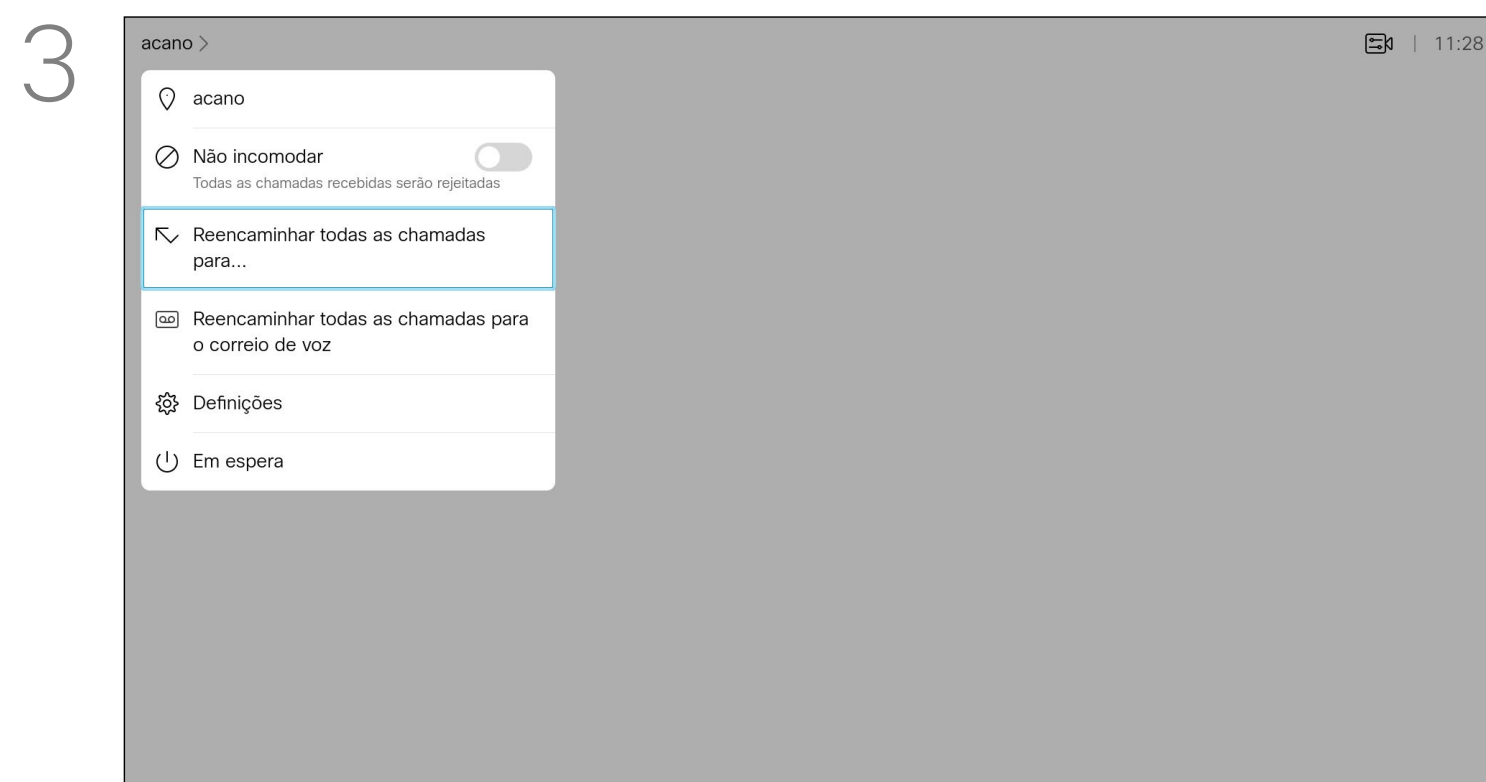 3
acano >
11:28
acano
Não incomodar
Todas as chamadas recebidas serão rejeitadas
Reencaminhar todas as chamadas
para...
Reencaminhar todas as chamadas para
o correio de voz
Definições
Em espera